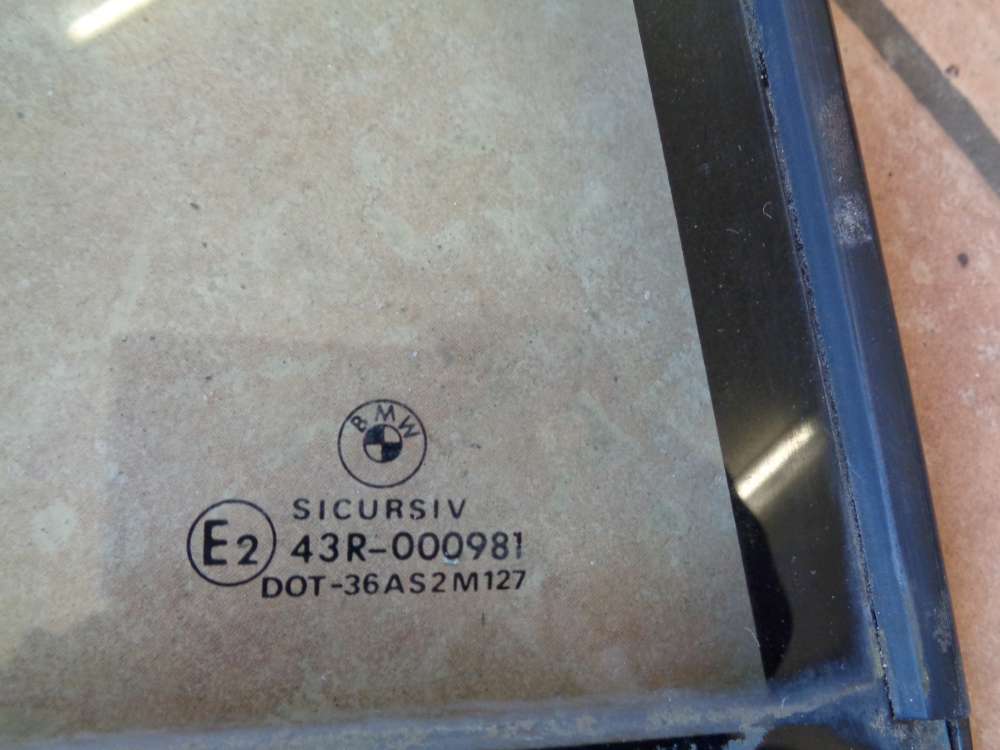 BMW
SICURSIV
E2 43R-000981
DOT-36AS2M127